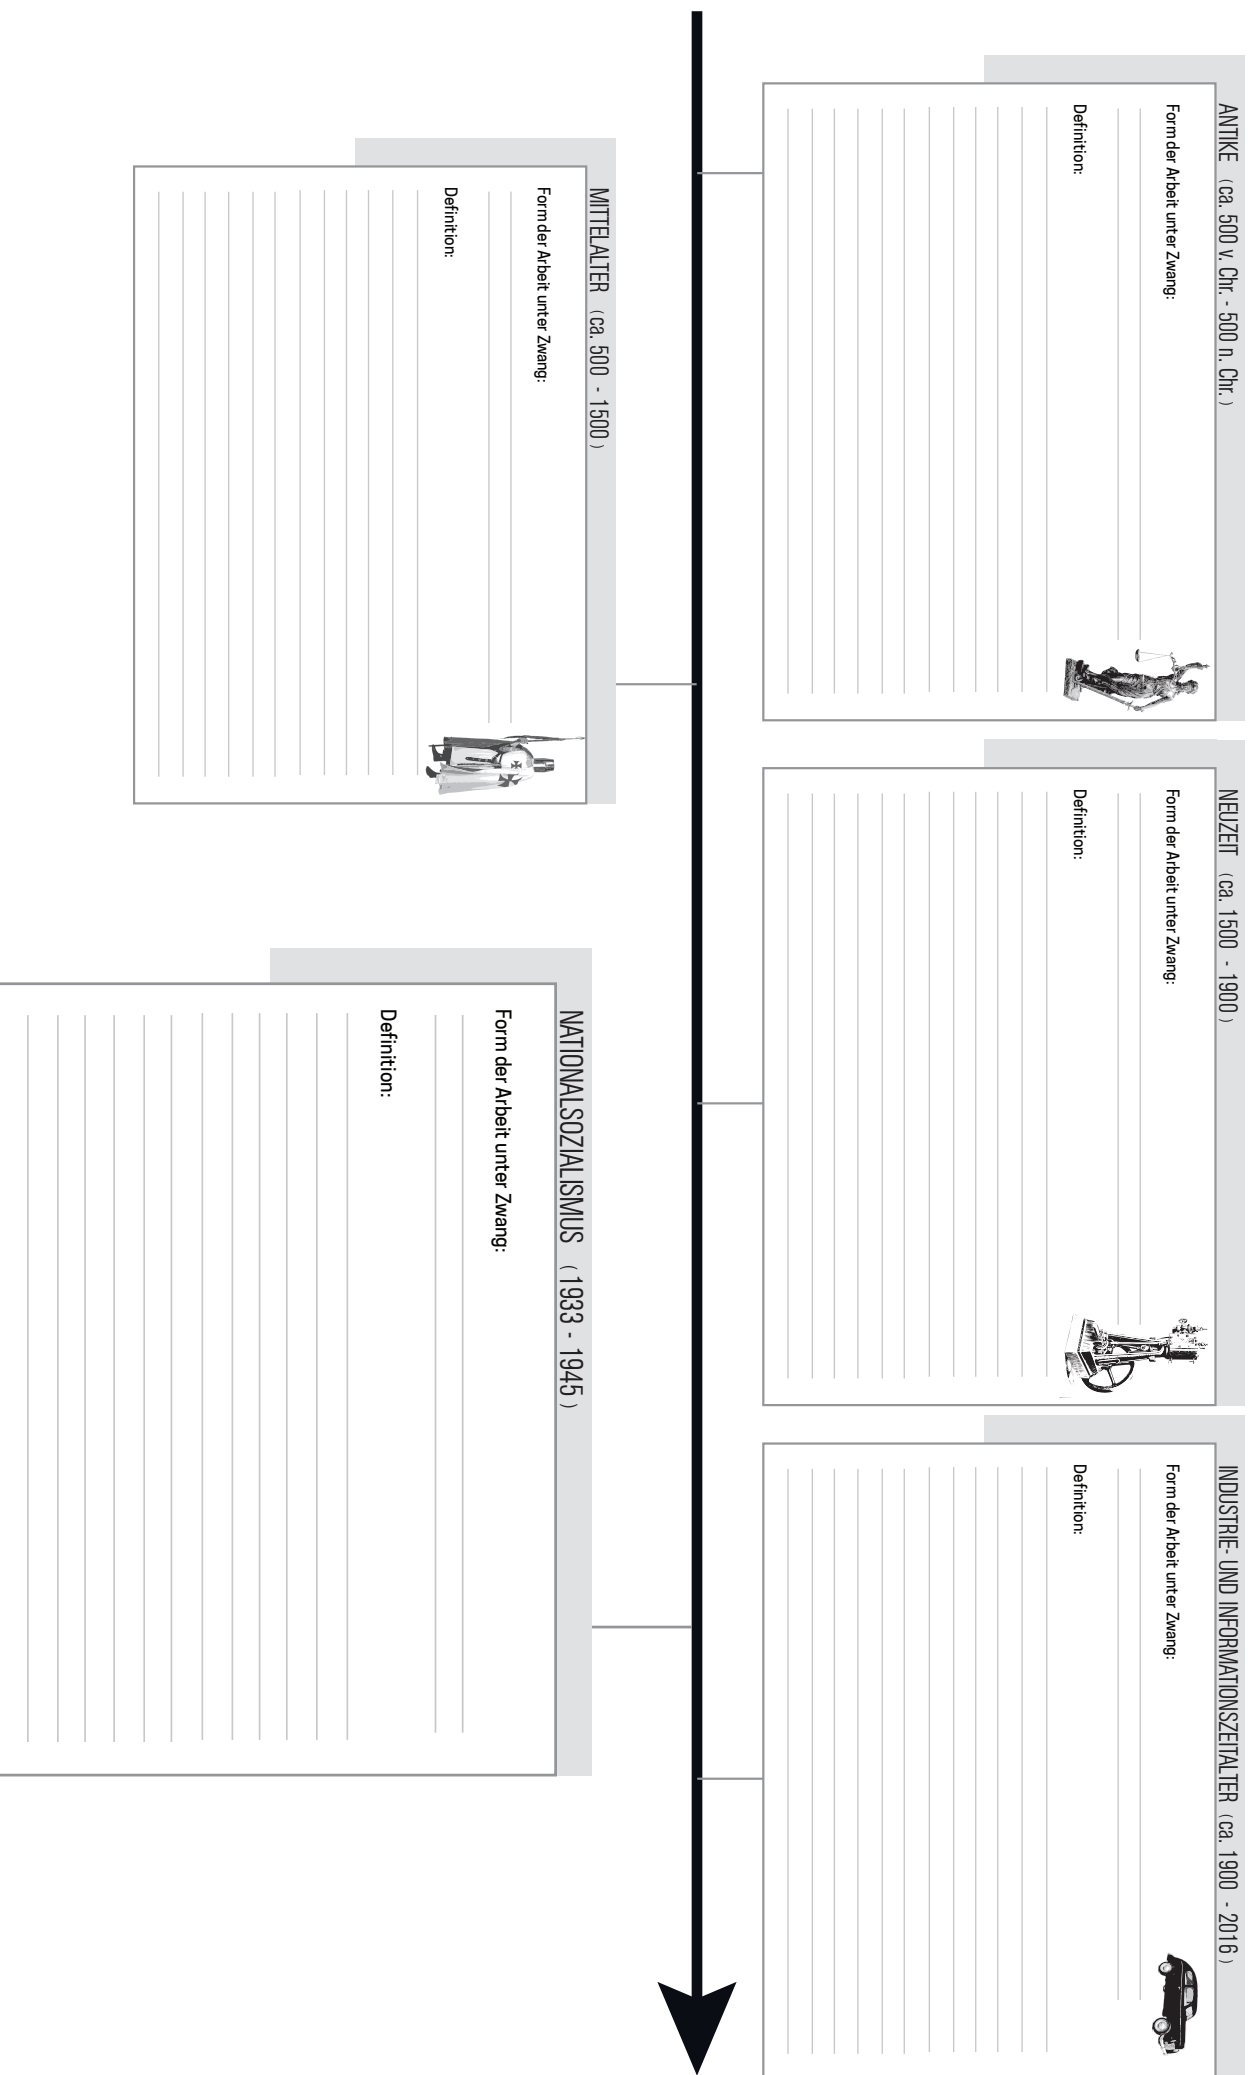 ANTIKE (ca. 500 v. Chr. - 500 n. Chr.)
Form der Arbeit unter Zwang:
Definition:
NEUZEIT (ca. 1500 - 1900)
Form der Arbeit unter Zwang:
Definition:
INDUSTRIE- UND INFORMATIONSZEITALTER (ca. 1900 - 2016)
Form der Arbeit unter Zwang:
Definition:
MITTELALTER (ca. 500 - 1500)
Form der Arbeit unter Zwang:
Definition:
NATIONALSOZIALISMUS (1933 - 1945)
Form der Arbeit unter Zwang:
Definition: